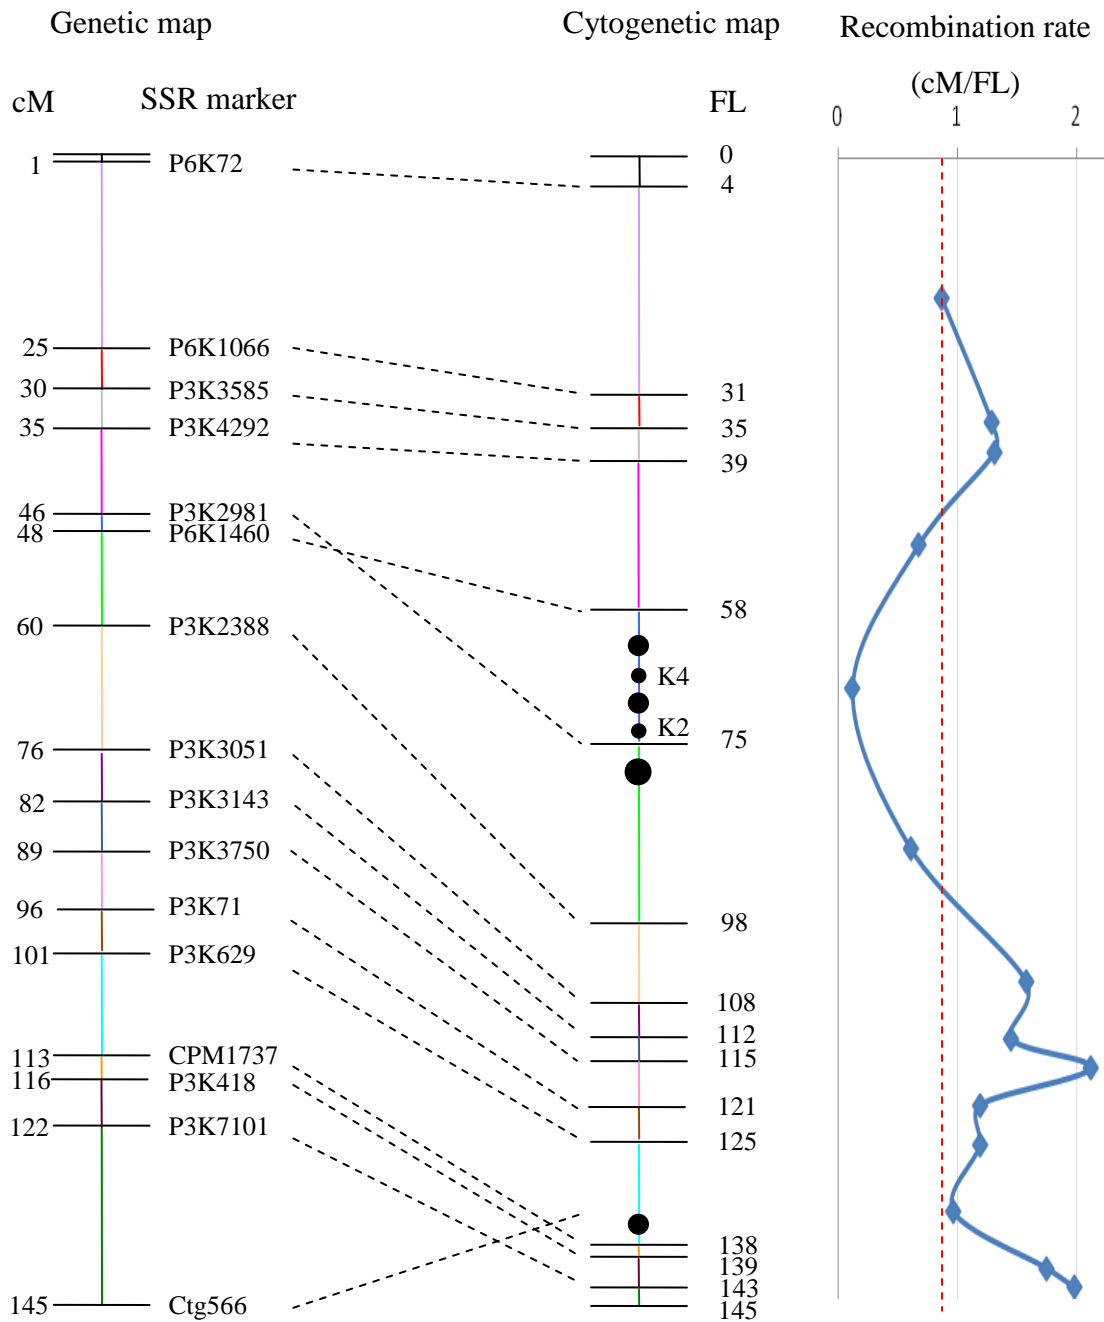 Genetic map
Cytogenetic map
Recombination rate
(cM/FL)
cM
SSR marker
FL
0 1 2
1 P6K72
25 P6K1066
30 P3K3585
35 P3K4292
46 P3K2981
48 P6K1460
60 P3K2388
76 P3K3051
82 P3K3143
89 P3K3750
96 P3K71
101 P3K629
113 CPM1737
116 P3K418
122 P3K7101
145 Ctg566
0
4
31
35
39
58
K4
K2
75
98
108
112
115
121
125
138
139
143
145